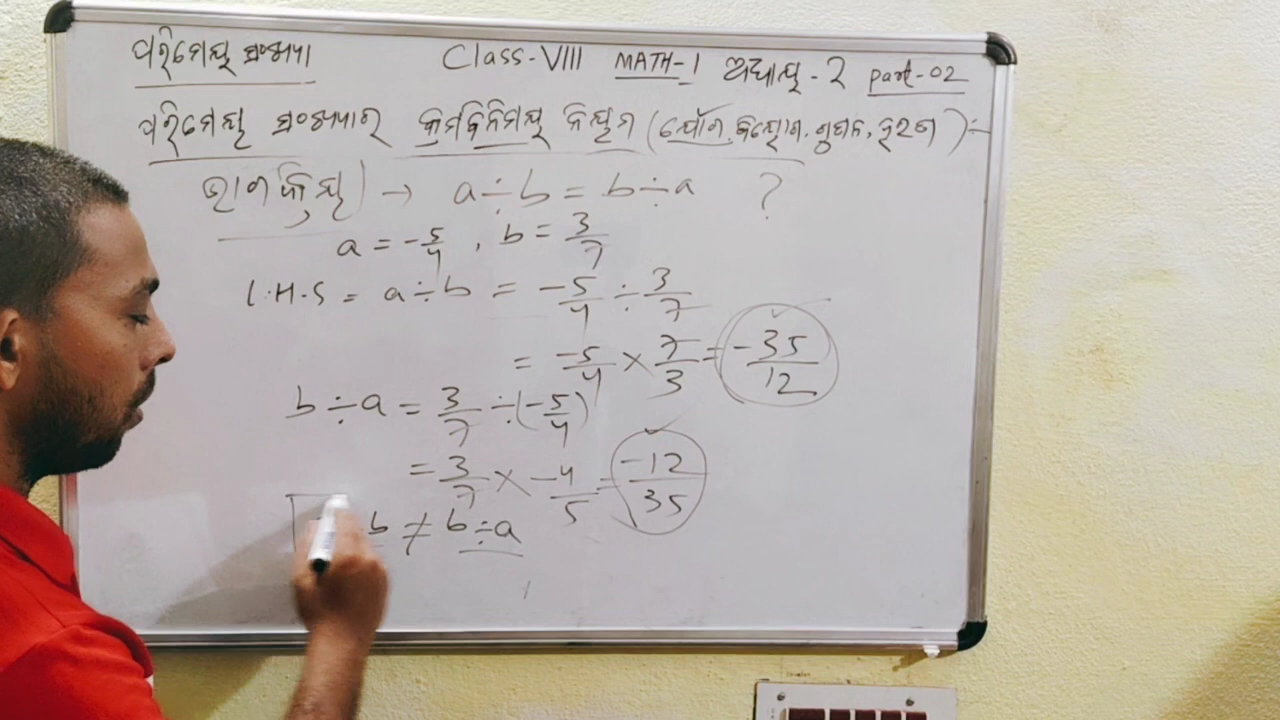 ପରିମେୟ ସଂଖ୍ୟା Class-VIII MATH-1 ଅଧ୍ୟାୟ-2 part-02
ପରିମେୟ ସଂଖ୍ୟାର କ୍ରମବିନିମୟ ନିୟମ (ଯୋଗ, ବିୟୋଗ, ଗୁଣନ, ହରଣ) :-
ଭାଗକ୍ରିୟା → a ÷ b = b ÷ a ?
a = -5/4 , b = 3/7
L.H.S = a ÷ b = -5/4 ÷ 3/7
= -5/4 × 7/3 = -35/12
b ÷ a = 3/7 ÷ (-5/4)
= 3/7 × -4/5 = -12/35
b ≠ b ÷ a